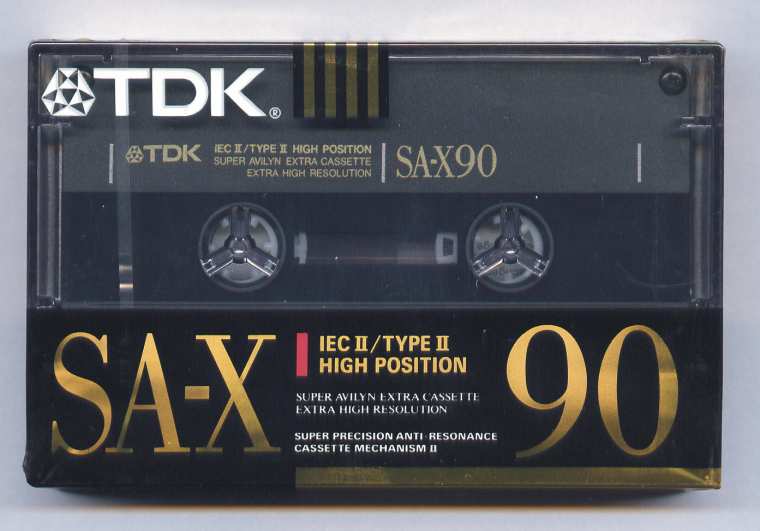 TDK®
TDK
IEC II/TYPE II HIGH POSITION
SUPER AVILYN EXTRA CASSETTE
EXTRA HIGH RESOLUTION
SA-X90
SA-X
IEC II/TYPE II
HIGH POSITION
SUPER AVILYN EXTRA CASSETTE
EXTRA HIGH RESOLUTION
SUPER PRECISION ANTI-RESONANCE
CASSETTE MECHANISM II
90